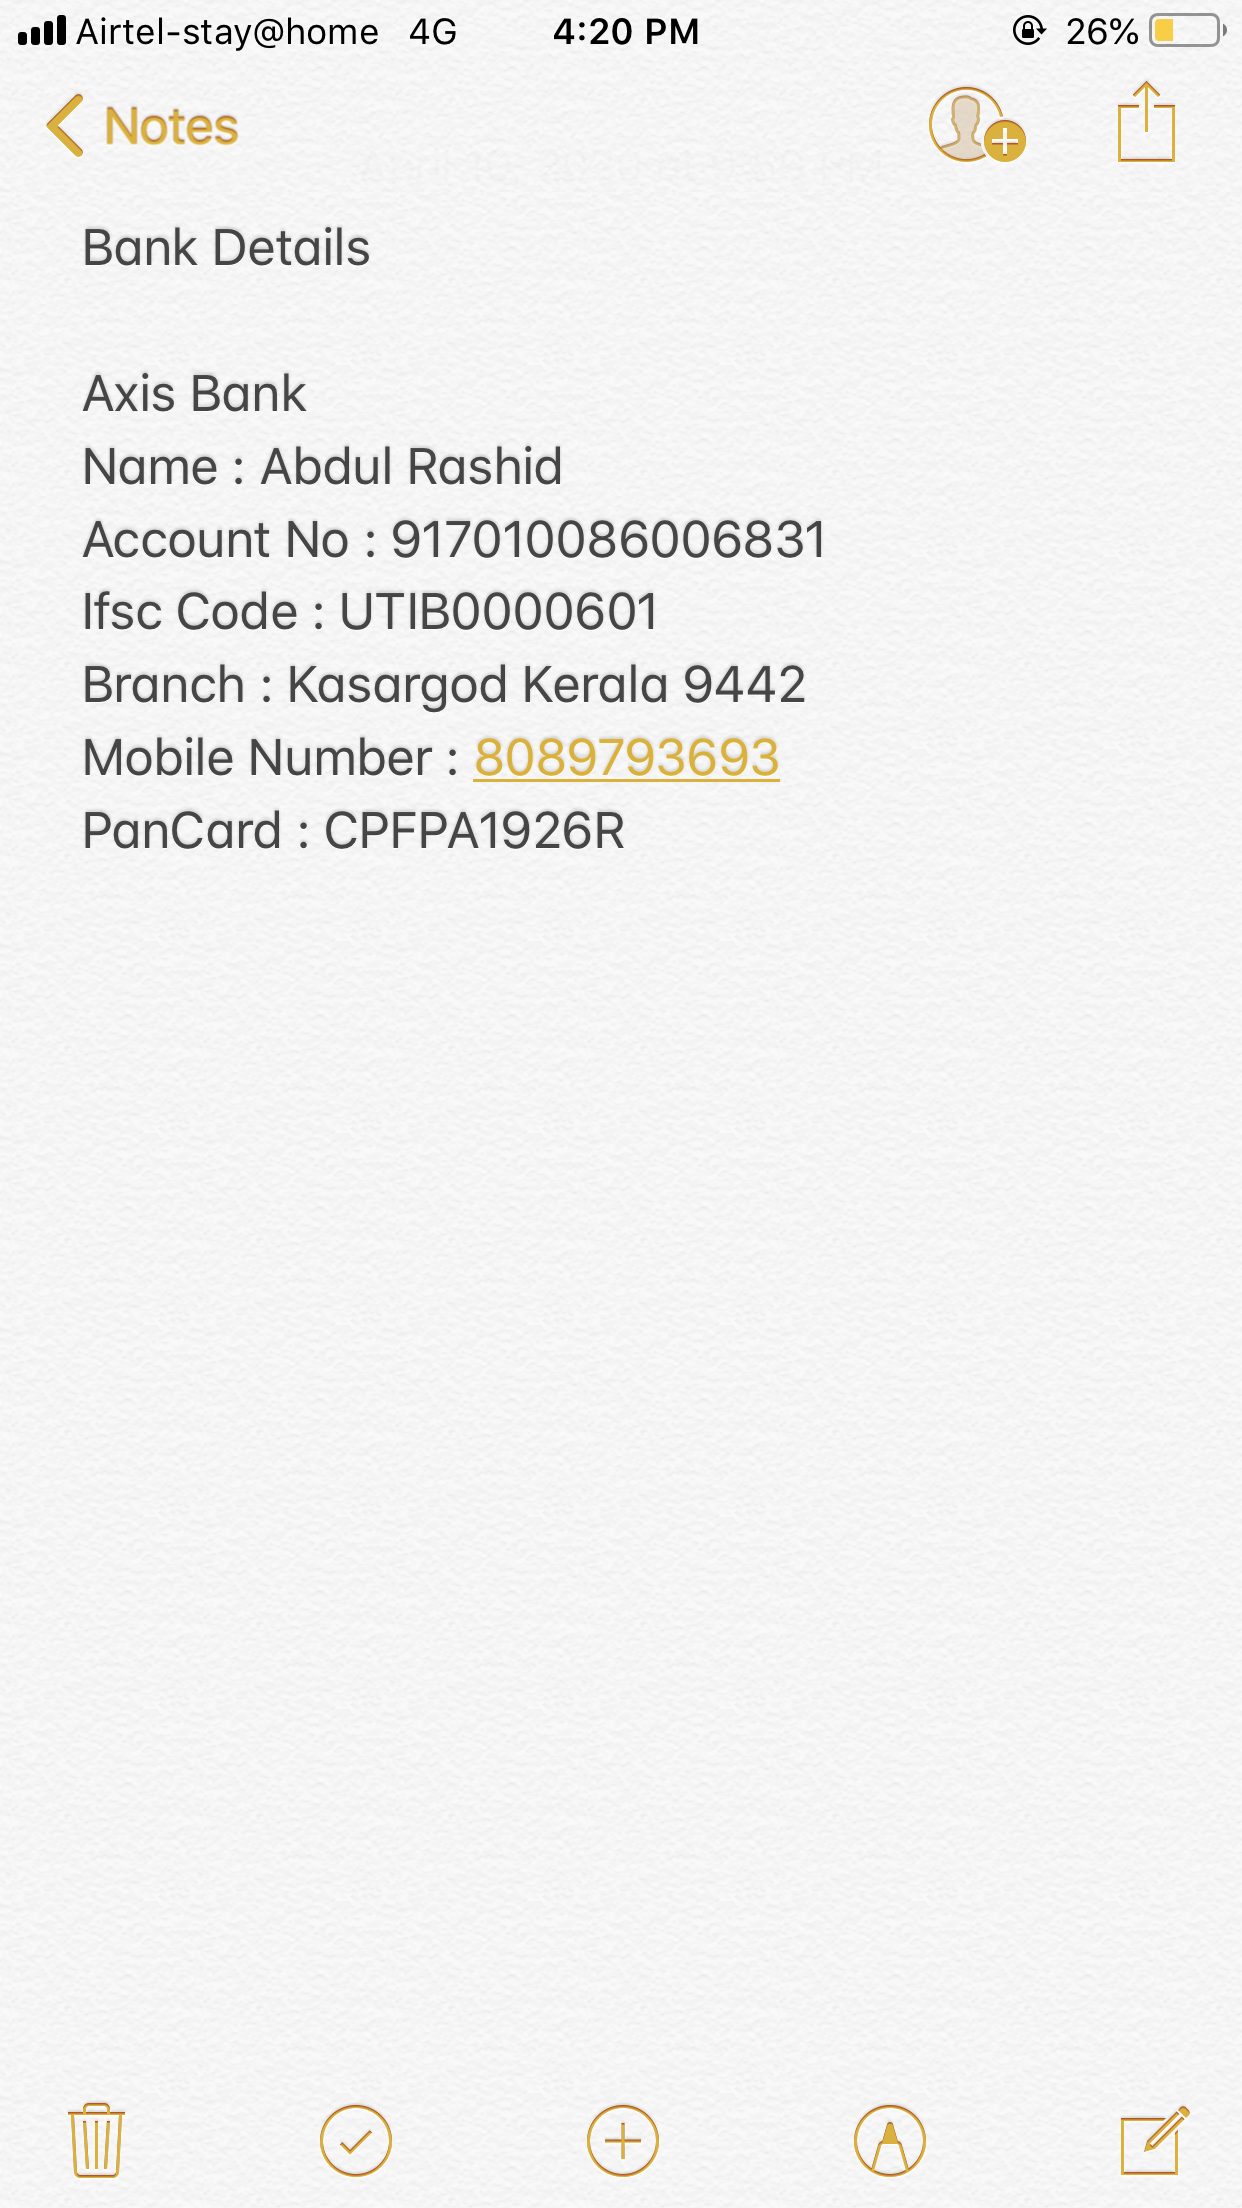 Airtel-stay@home 4G 4:20 PM 26%
Notes
Bank Details
Axis Bank
Name : Abdul Rashid
Account No : 917010086006831
Ifsc Code : UTIB0000601
Branch : Kasargod Kerala 9442
Mobile Number : 8089793693
PanCard : CPFPA1926R